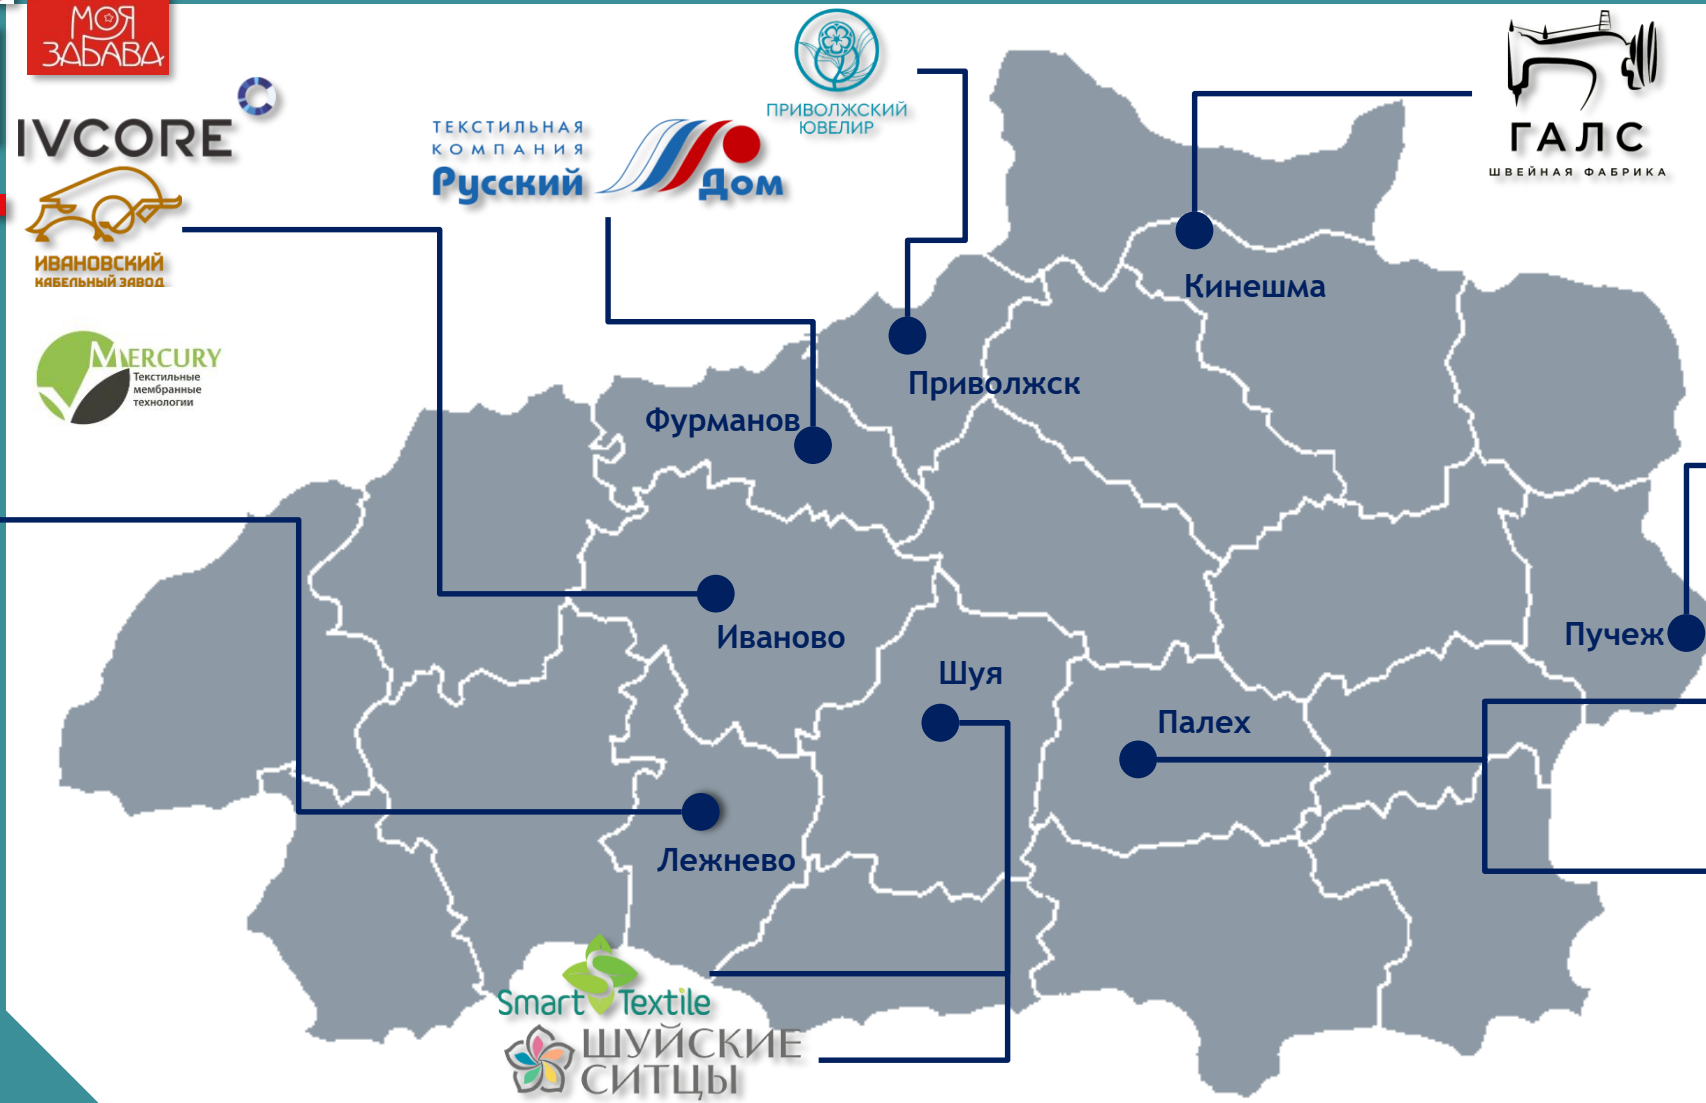 МОЯ
ЗАБАВА
IVCORE
ИВАНОВСКИЙ
КАБЕЛЬНЫЙ ЗАВОД
MERCURY
Текстильные
мембранные
технологии
ТЕКСТИЛЬНАЯ
КОМПАНИЯ
Русский Дом
ПРИВОЛЖСКИЙ
ЮВЕЛИР
ГАЛС
ШВЕЙНАЯ ФАБРИКА
Кинешма
Приволжск
Фурманов
Иваново
Пучеж
Шуя
Палех
Лежнево
Smart Textile
ШУЙСКИЕ
СИТЦЫ